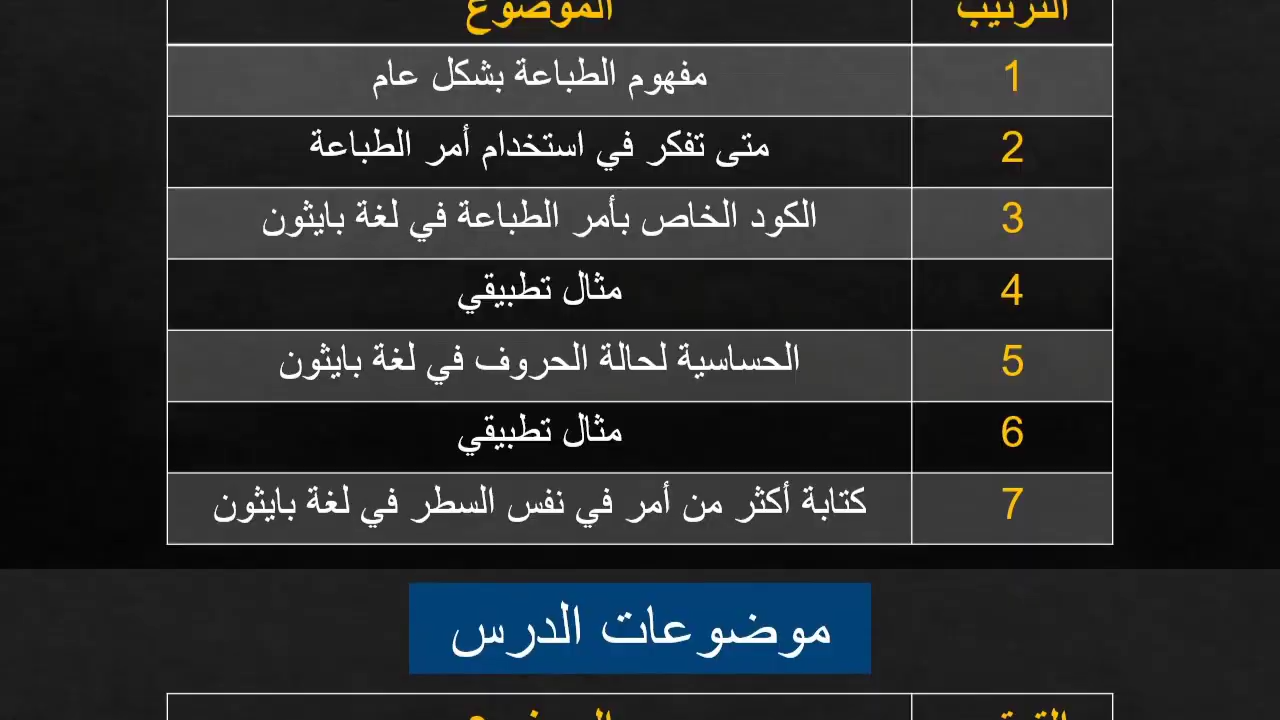 الترتيب الموضوع
1 مفهوم الطباعة بشكل عام
2 متى تفكر في استخدام أمر الطباعة
3 الكود الخاص بأمر الطباعة في لغة بايثون
4 مثال تطبيقي
5 الحساسية لحالة الحروف في لغة بايثون
6 مثال تطبيقي
7 كتابة أكثر من أمر في نفس السطر في لغة بايثون
موضوعات الدرس